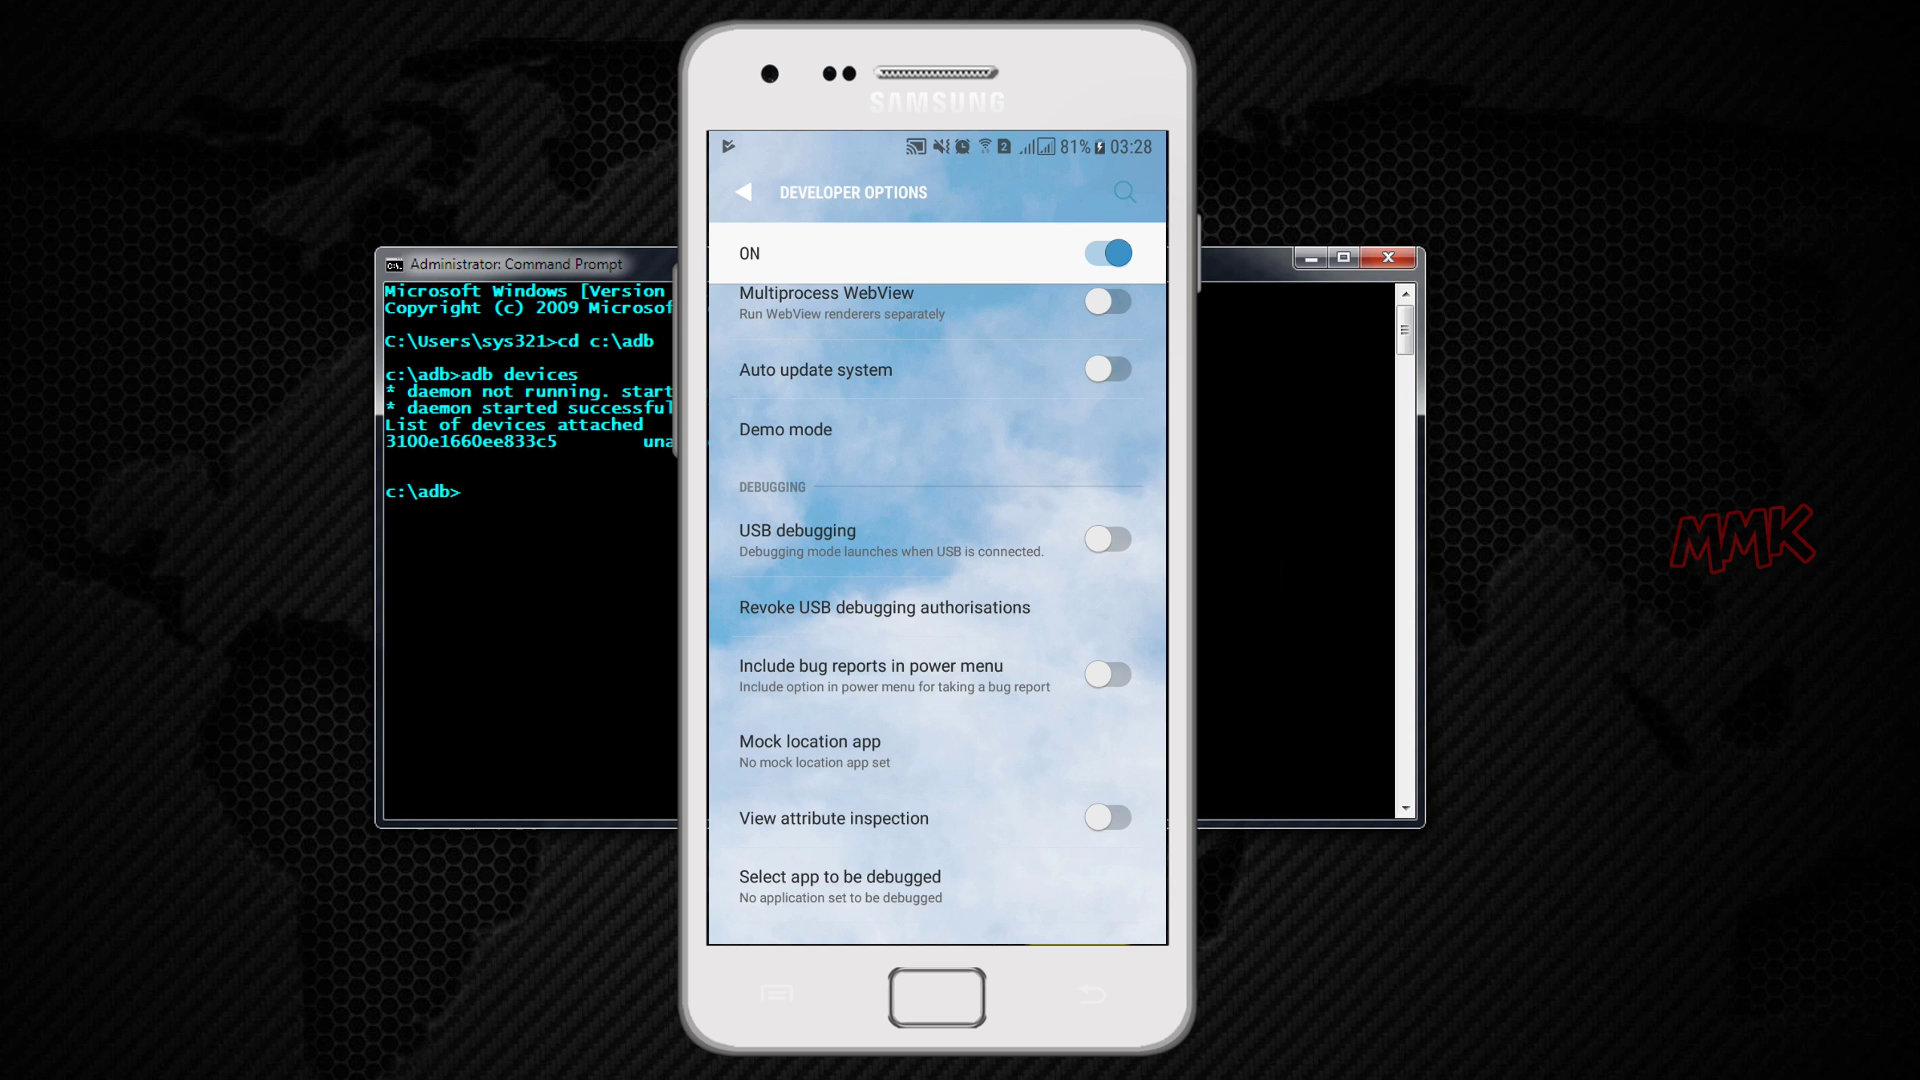 SAMSUNG
2
81%
03:28
DEVELOPER OPTIONS
ON
Multiprocess WebView
Run WebView renderers separately
Auto update system
Demo mode
DEBUGGING
USB debugging
Debugging mode launches when USB is connected.
Revoke USB debugging authorisations
Include bug reports in power menu
Include option in power menu for taking a bug report
Mock location app
No mock location app set
View attribute inspection
Select app to be debugged
No application set to be debugged
C:\.
Administrator: Command Prompt
Microsoft Windows [Version
Copyright (c) 2009 Microsof
C:\Users\sys321>cd c:\adb
c:\adb>adb devices
* daemon not running. start
* daemon started successful
List of devices attached
3100e1660ee833c5 una
c:\adb>
MMK